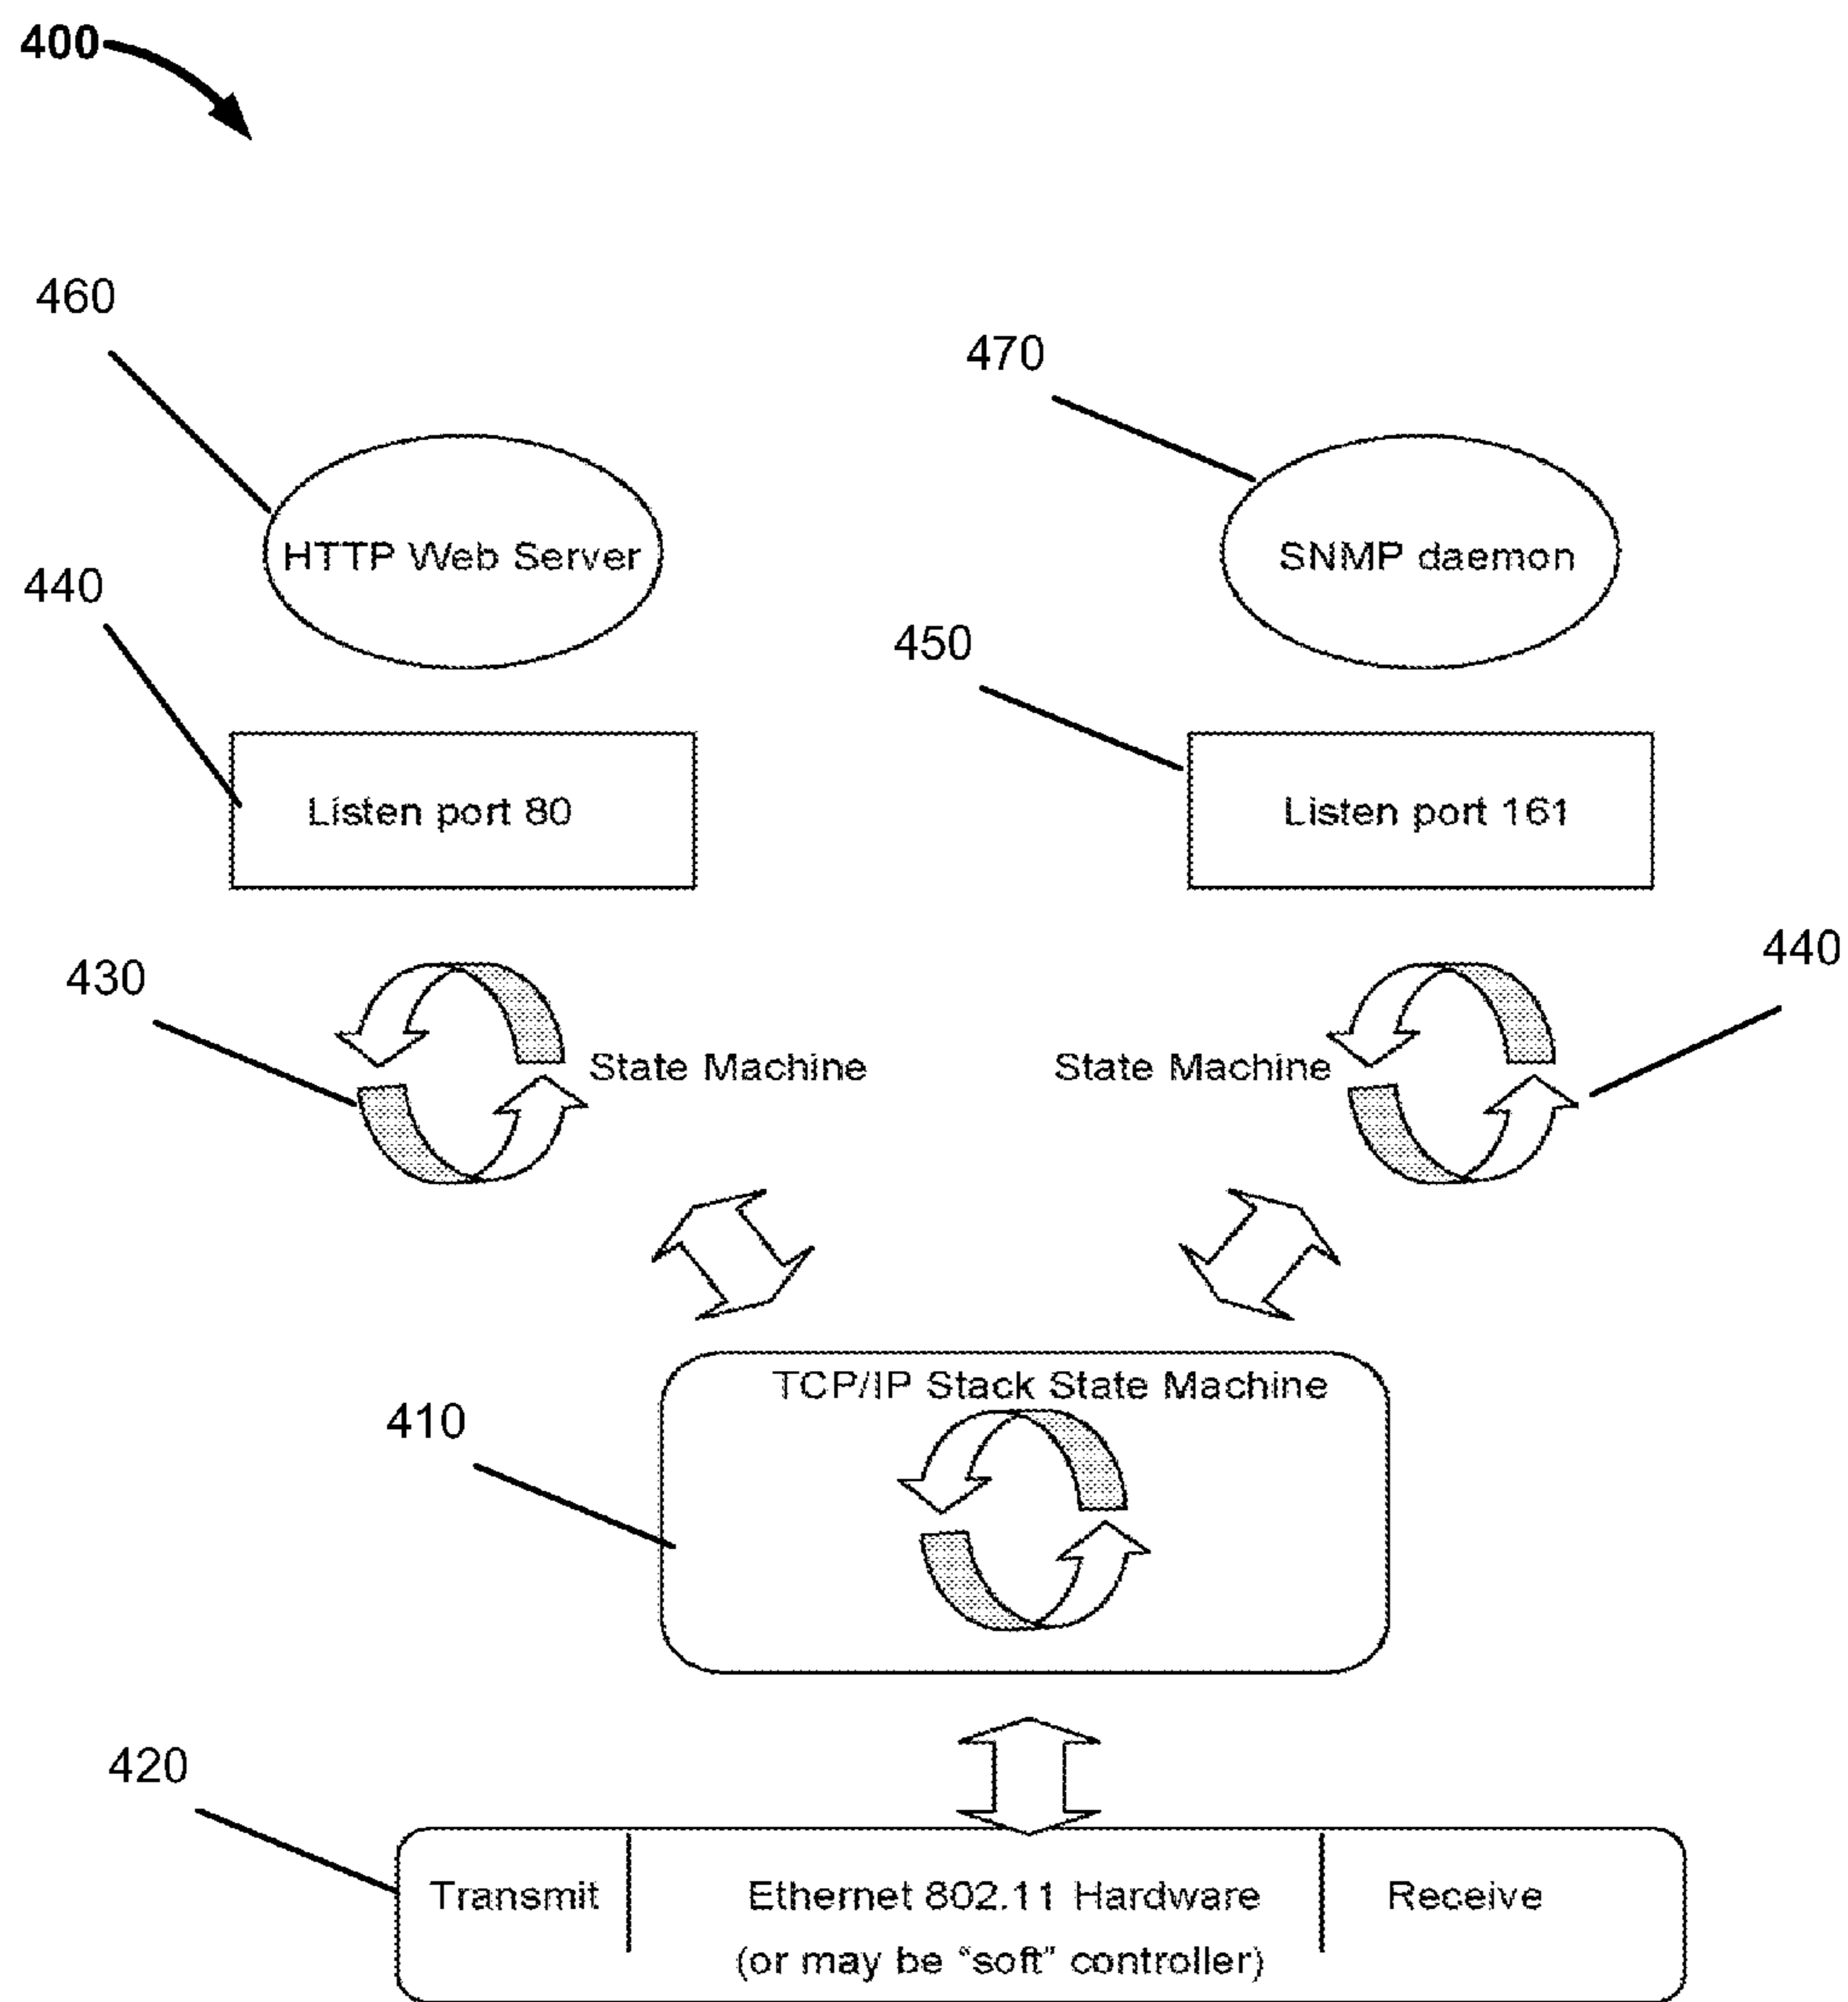 400
460
470
HTTP Web Server
SNMP daemon
440
450
Listen port 80
Listen port 161
430
440
State Machine
State Machine
TCP/IP Stack State Machine
410
420
Transmit
Ethernet 802.11 Hardware
(or may be "soft" controller)
Receive